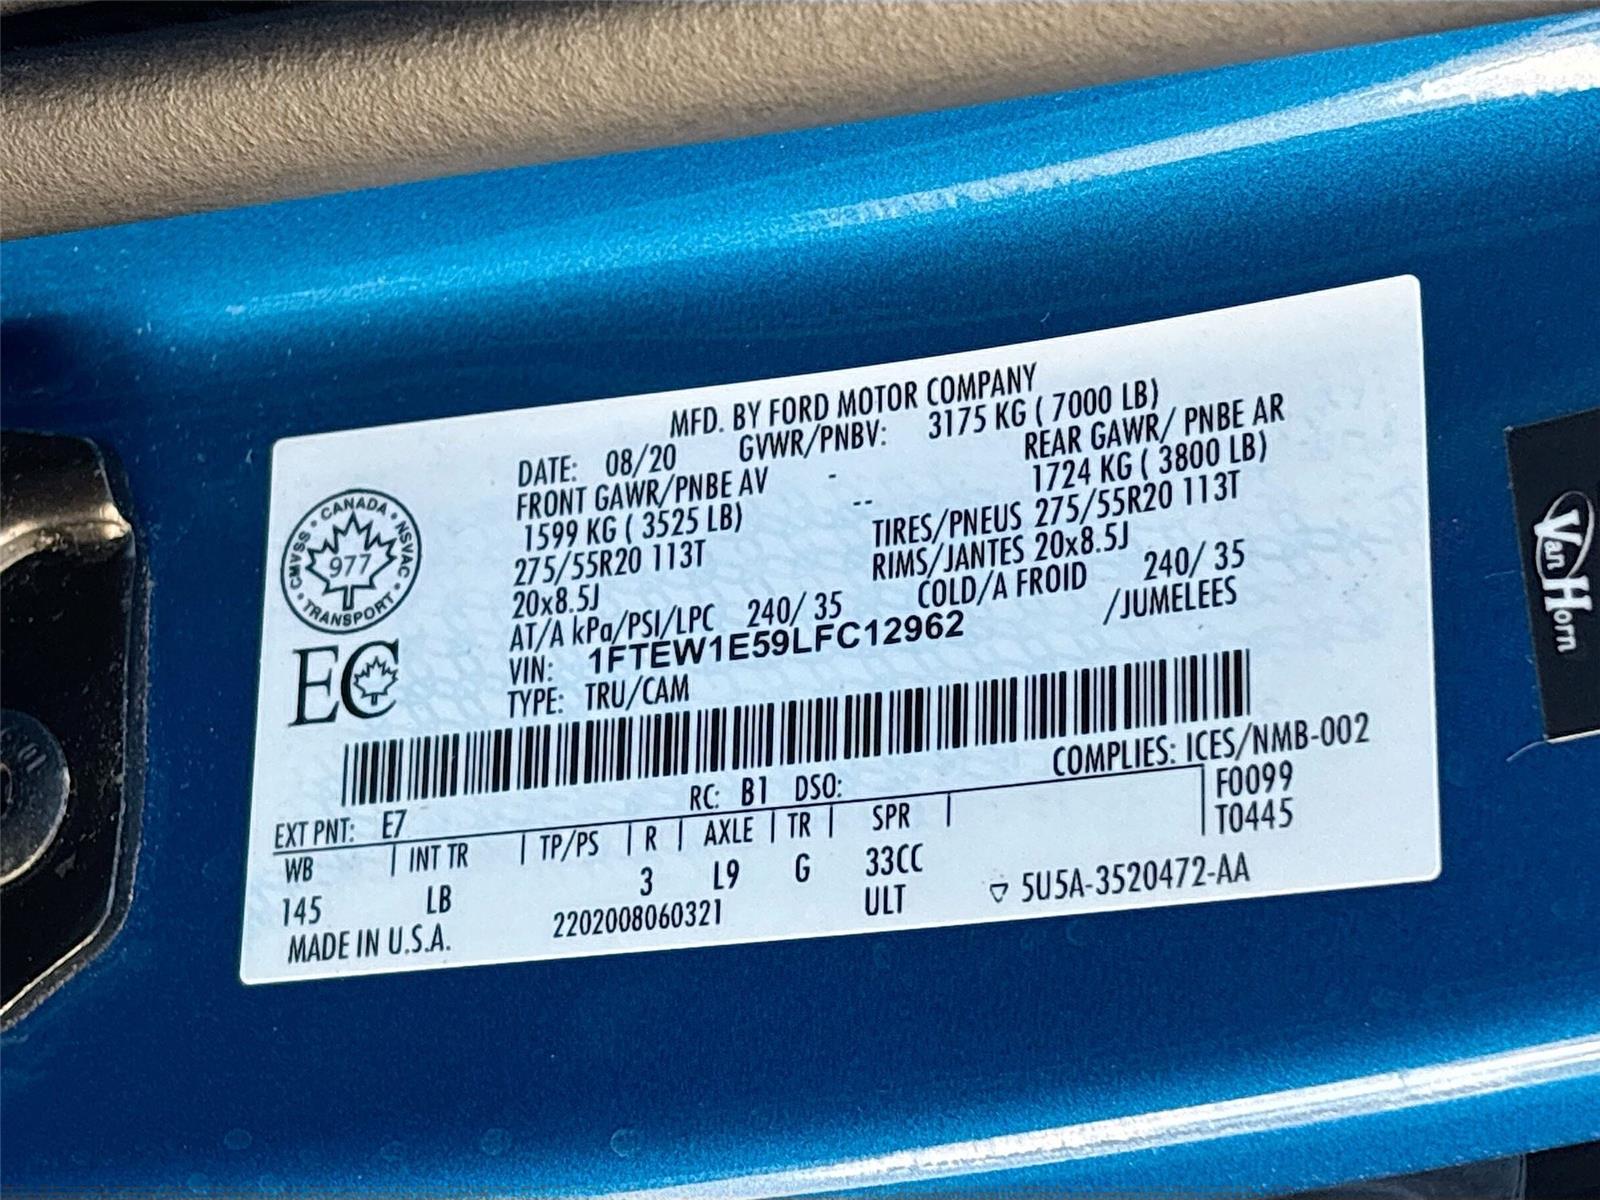 MFD. BY FORD MOTOR COMPANY
DATE: 08/20 GVWR/PNBV: 3175 KG ( 7000 LB)
FRONT GAWR/PNBE AV - REAR GAWR/ PNBE AR
1599 KG ( 3525 LB) -- 1724 KG ( 3800 LB)
275/55R20 113T TIRES/PNEUS 275/55R20 113T
20x8.5J RIMS/JANTES 20x8.5J
AT/A kPa/PSI/LPC 240/ 35 COLD/A FROID 240/ 35
VIN: 1FTEW1E59LFC12962 /JUMELEES
TYPE: TRU/CAM
CANADA
CMVSS NSVAC
977
TRANSPORT
EC
COMPLIES: ICES/NMB-002
EXT PNT: E7 RC: B1 DSO: F0099
WB | INT TR | TP/PS | R | AXLE | TR | SPR | T0445
145 LB 3 L9 G 33CC
MADE IN U.S.A. 2202008060321 ULT ▽ 5U5A-3520472-AA
Van Horn